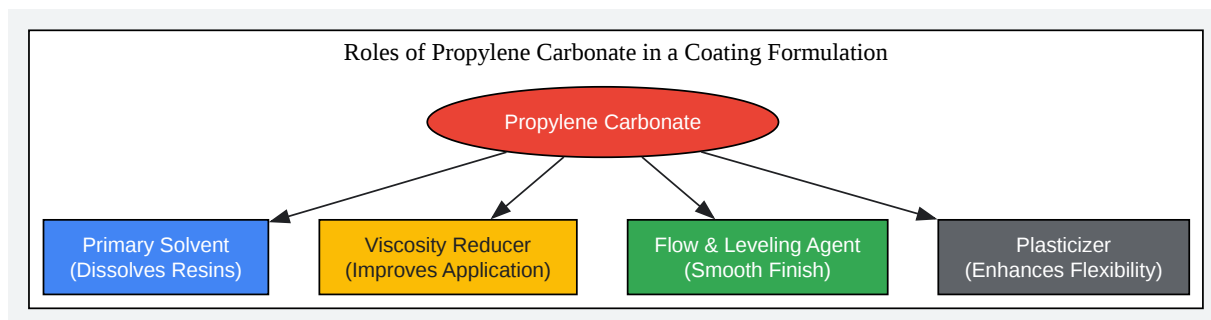 Roles of Propylene Carbonate in a Coating Formulation
Propylene Carbonate
Primary Solvent
(Dissolves Resins)
Viscosity Reducer
(Improves Application)
Flow & Leveling Agent
(Smooth Finish)
Plasticizer
(Enhances Flexibility)